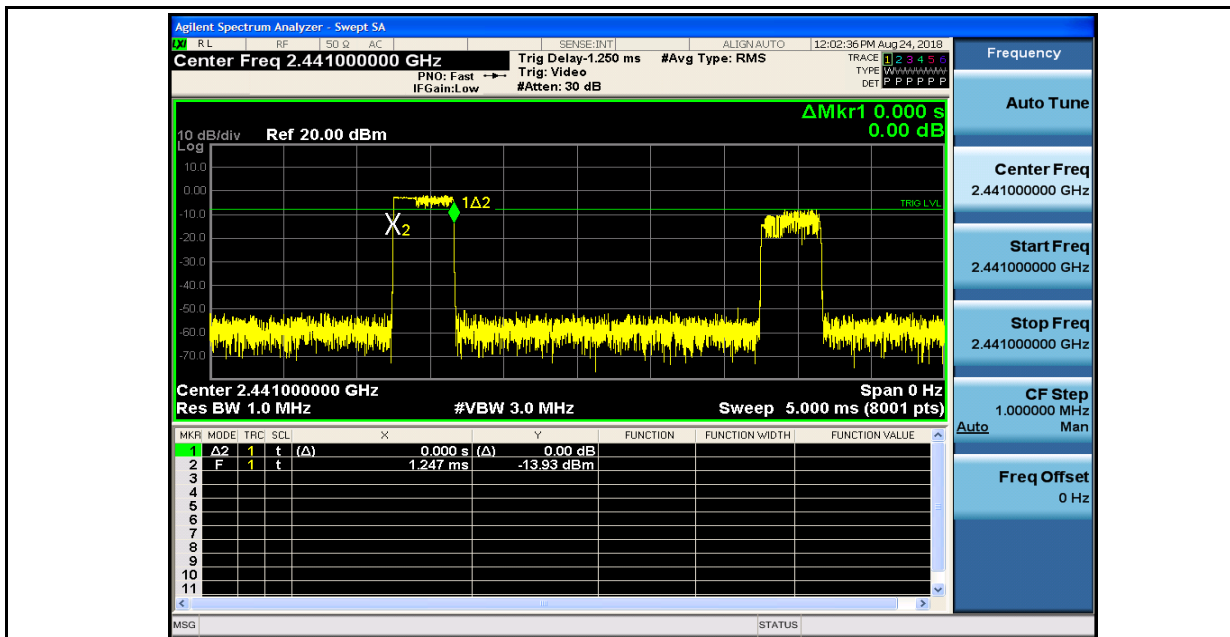 Agilent Spectrum Analyzer - Swept SA
LXI RL RF 50 Ω AC SENSE:INT ALIGN AUTO 12:02:36 PM Aug 24, 2018
Center Freq 2.441000000 GHz
PNO: Fast
IFGain:Low
Trig Delay-1.250 ms
Trig: Video
#Atten: 30 dB
#Avg Type: RMS
TRACE 1 2 3 4 5 6
TYPE WWWWWW
DET P P P P P P
ΔMkr1 0.000 s
0.00 dB
10 dB/div
Log
Ref 20.00 dBm
10.0
0.00
-10.0
-20.0
-30.0
-40.0
-50.0
-60.0
-70.0
1Δ2
X2
TRIG LVL
Center 2.441000000 GHz Span 0 Hz
Res BW 1.0 MHz #VBW 3.0 MHz Sweep 5.000 ms (8001 pts)
MKR MODE TRC SCL X Y FUNCTION FUNCTION WIDTH FUNCTION VALUE
1 Δ2 1 t (Δ) 0.000 s (Δ) 0.00 dB
2 F 1 t 1.247 ms -13.93 dBm
3
4
5
6
7
8
9
10
11
MSG STATUS
Frequency
Auto Tune
Center Freq
2.441000000 GHz
Start Freq
2.441000000 GHz
Stop Freq
2.441000000 GHz
CF Step
1.000000 MHz
Auto Man
Freq Offset
0 Hz